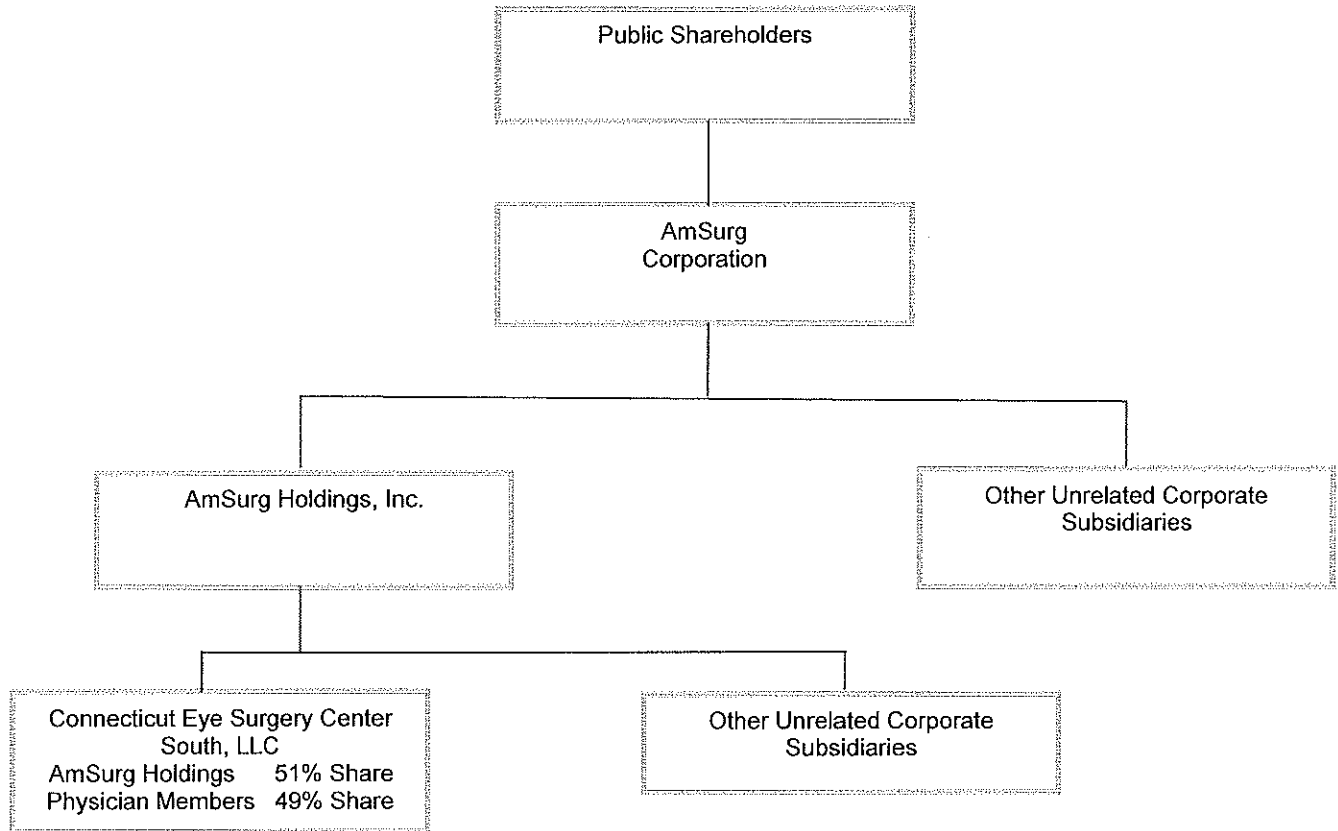 Public Shareholders
AmSurg
Corporation
AmSurg Holdings, Inc.
Other Unrelated Corporate
Subsidiaries
Connecticut Eye Surgery Center
South, LLC
AmSurg Holdings 51% Share
Physician Members 49% Share
Other Unrelated Corporate
Subsidiaries